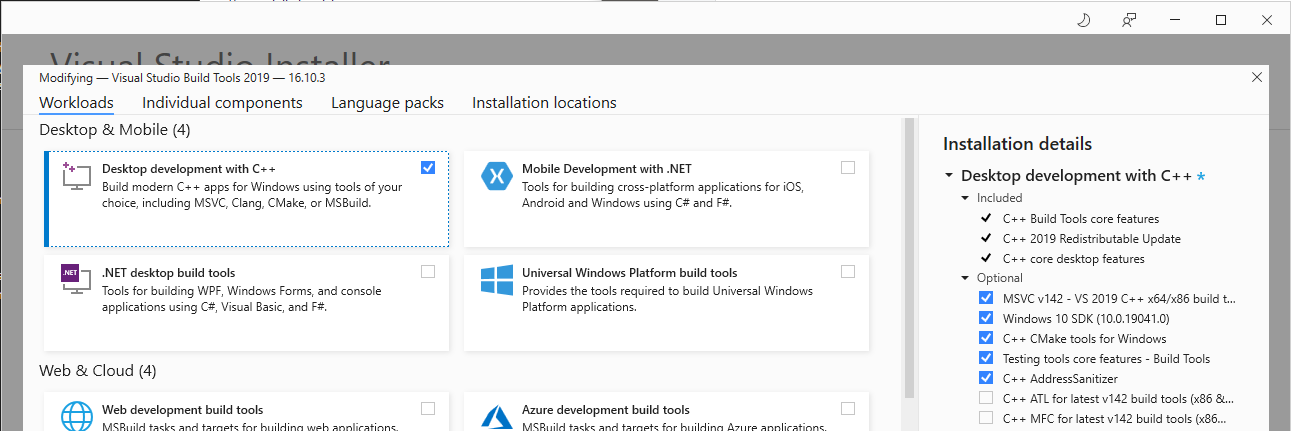 Visual Studio Installer
Modifying — Visual Studio Build Tools 2019 — 16.10.3
Workloads Individual components Language packs Installation locations
Desktop & Mobile (4)
Desktop development with C++
Build modern C++ apps for Windows using tools of your
choice, including MSVC, Clang, CMake, or MSBuild.
Mobile Development with .NET
Tools for building cross-platform applications for iOS,
Android and Windows using C# and F#.
.NET
.NET desktop build tools
Tools for building WPF, Windows Forms, and console
applications using C#, Visual Basic, and F#.
Universal Windows Platform build tools
Provides the tools required to build Universal Windows
Platform applications.
Web & Cloud (4)
Web development build tools
MSBuild tasks and targets for building web applications.
Azure development build tools
MSBuild tasks and targets for building Azure applications.
Installation details
Desktop development with C++ *
Included
C++ Build Tools core features
C++ 2019 Redistributable Update
C++ core desktop features
Optional
MSVC v142 - VS 2019 C++ x64/x86 build t...
Windows 10 SDK (10.0.19041.0)
C++ CMake tools for Windows
Testing tools core features - Build Tools
C++ AddressSanitizer
C++ ATL for latest v142 build tools (x86 &...
C++ MFC for latest v142 build tools (x86...